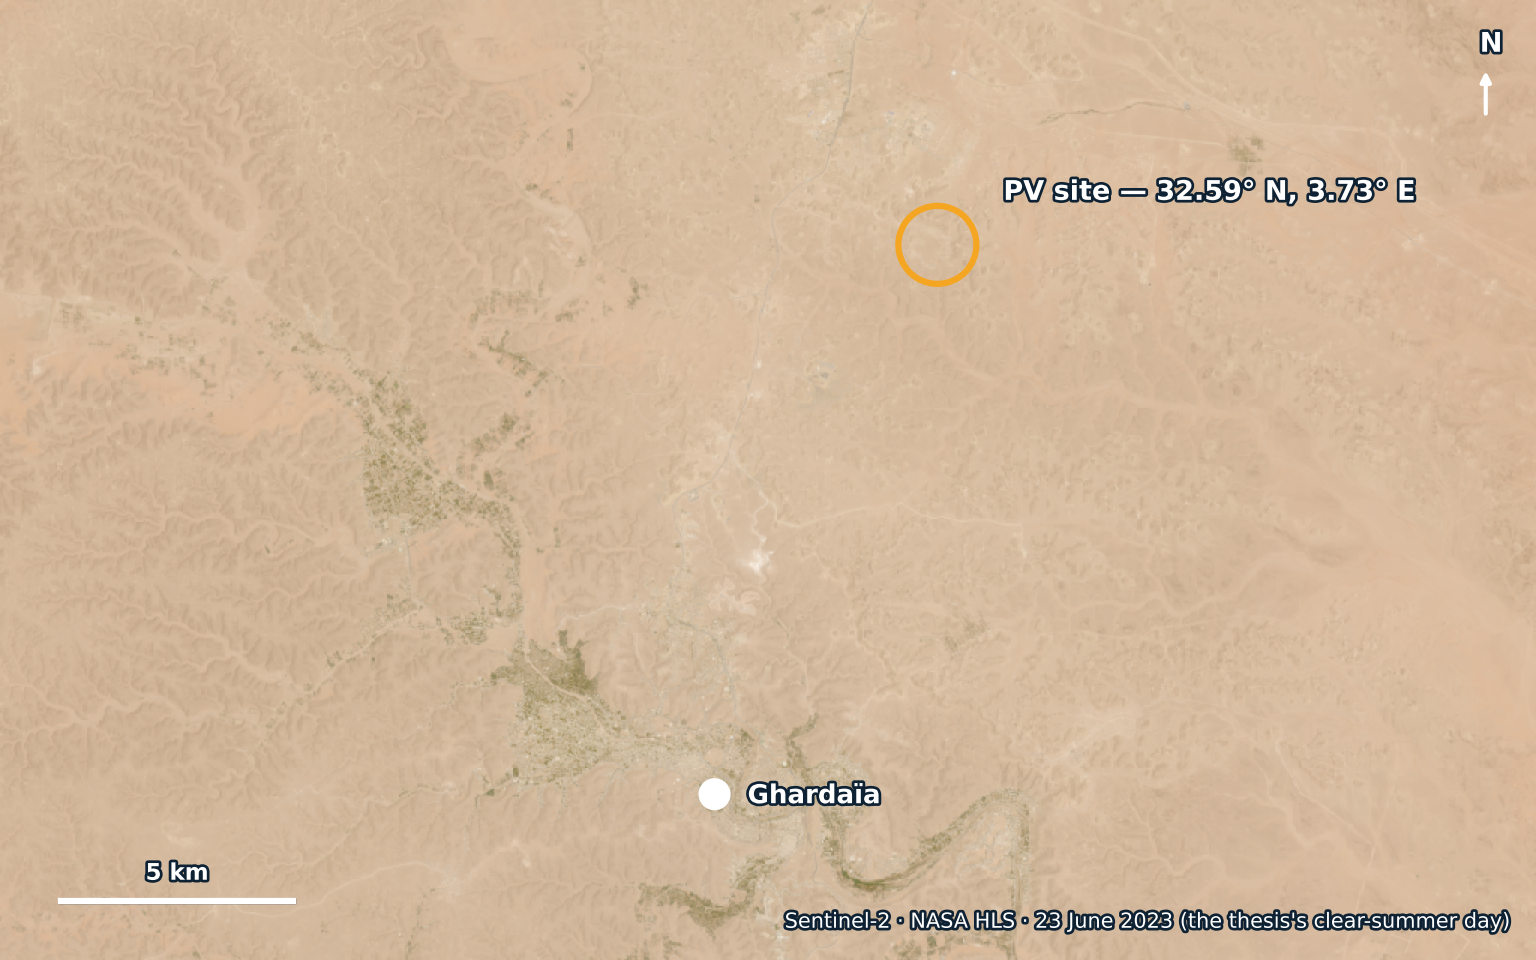 N
PV site — 32.59° N, 3.73° E
Ghardaïa
5 km
Sentinel-2 · NASA HLS · 23 June 2023 (the thesis's clear-summer day)